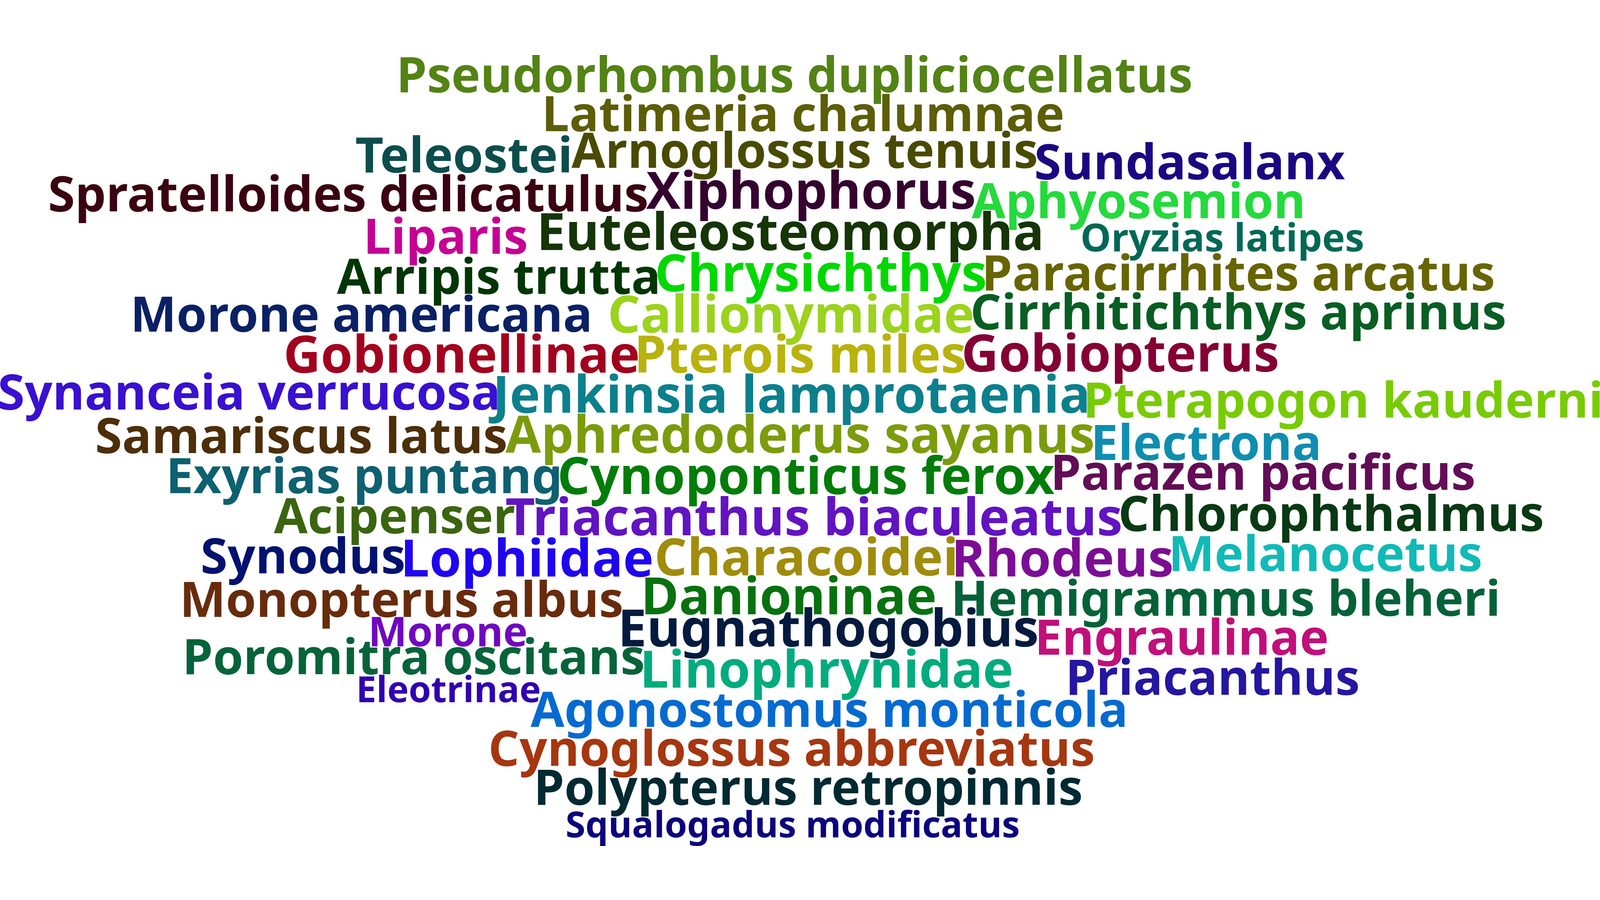 Pseudorhombus dupliciocellatus
Latimeria chalumnae
Teleostei Arnoglossus tenuis Sundasalanx
Spratelloides delicatulus Xiphophorus Aphyosemion
Liparis Euteleosteomorpha Oryzias latipes
Arripis trutta Chrysichthys Paracirrhites arcatus
Morone americana Callionymidae Cirrhitichthys aprinus
Gobionellinae Pterois miles Gobiopterus
Synanceia verrucosa Jenkinsia lamprotaenia Pterapogon kauderni
Samariscus latus Aphredoderus sayanus Electrona
Exyrias puntang Cynoponticus ferox Parazen pacificus
Acipenser Triacanthus biaculeatus Chlorophthalmus
Synodus Lophiidae Characoidei Rhodeus Melanocetus
Monopterus albus Danioninae Hemigrammus bleheri
Morone Eugnathogobius Engraulinae
Poromitra oscitans Linophrynidae Priacanthus
Eleotrinae Agonostomus monticola
Cynoglossus abbreviatus
Polypterus retropinnis
Squalogadus modificatus